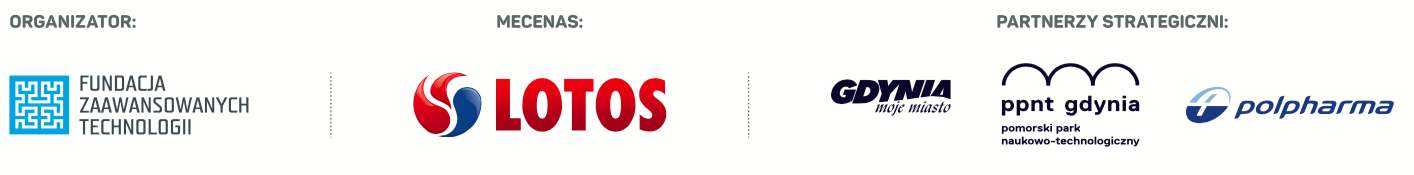 ORGANIZATOR:
FUNDACJA
ZAAWANSOWANYCH
TECHNOLOGII
MECENAS:
LOTOS
PARTNERZY STRATEGICZNI:
GDYNIA
moje miasto
ppnt gdynia
pomorski park
naukowo-technologiczny
polpharma